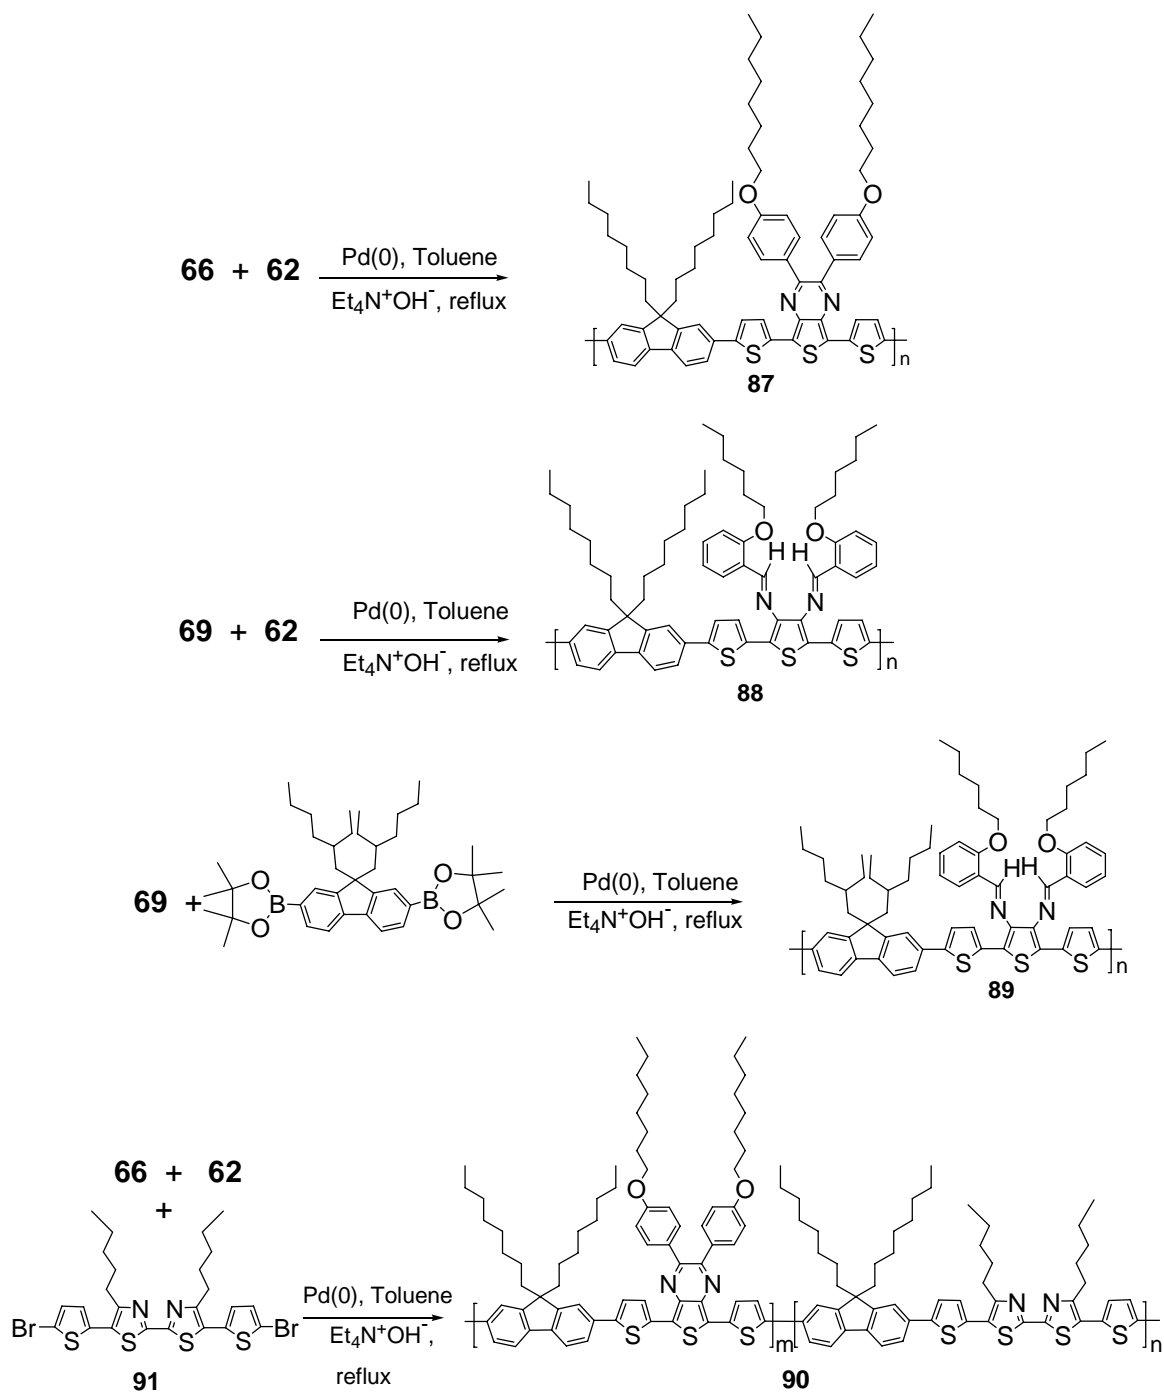 O O
66 + 62 Pd(0), Toluene
Et4N+OH-, reflux
N N
S S S n
87
O O
H H
N N
69 + 62 Pd(0), Toluene
Et4N+OH-, reflux
S S S n
88
O O
H H
N N
69 + O B O B O O
Pd(0), Toluene
Et4N+OH-, reflux
S S S n
89
66 + 62
+
O O
N N N N
Br S S S S Br
Pd(0), Toluene
Et4N+OH-,
reflux
N N
S S S m S S S S n
91
90